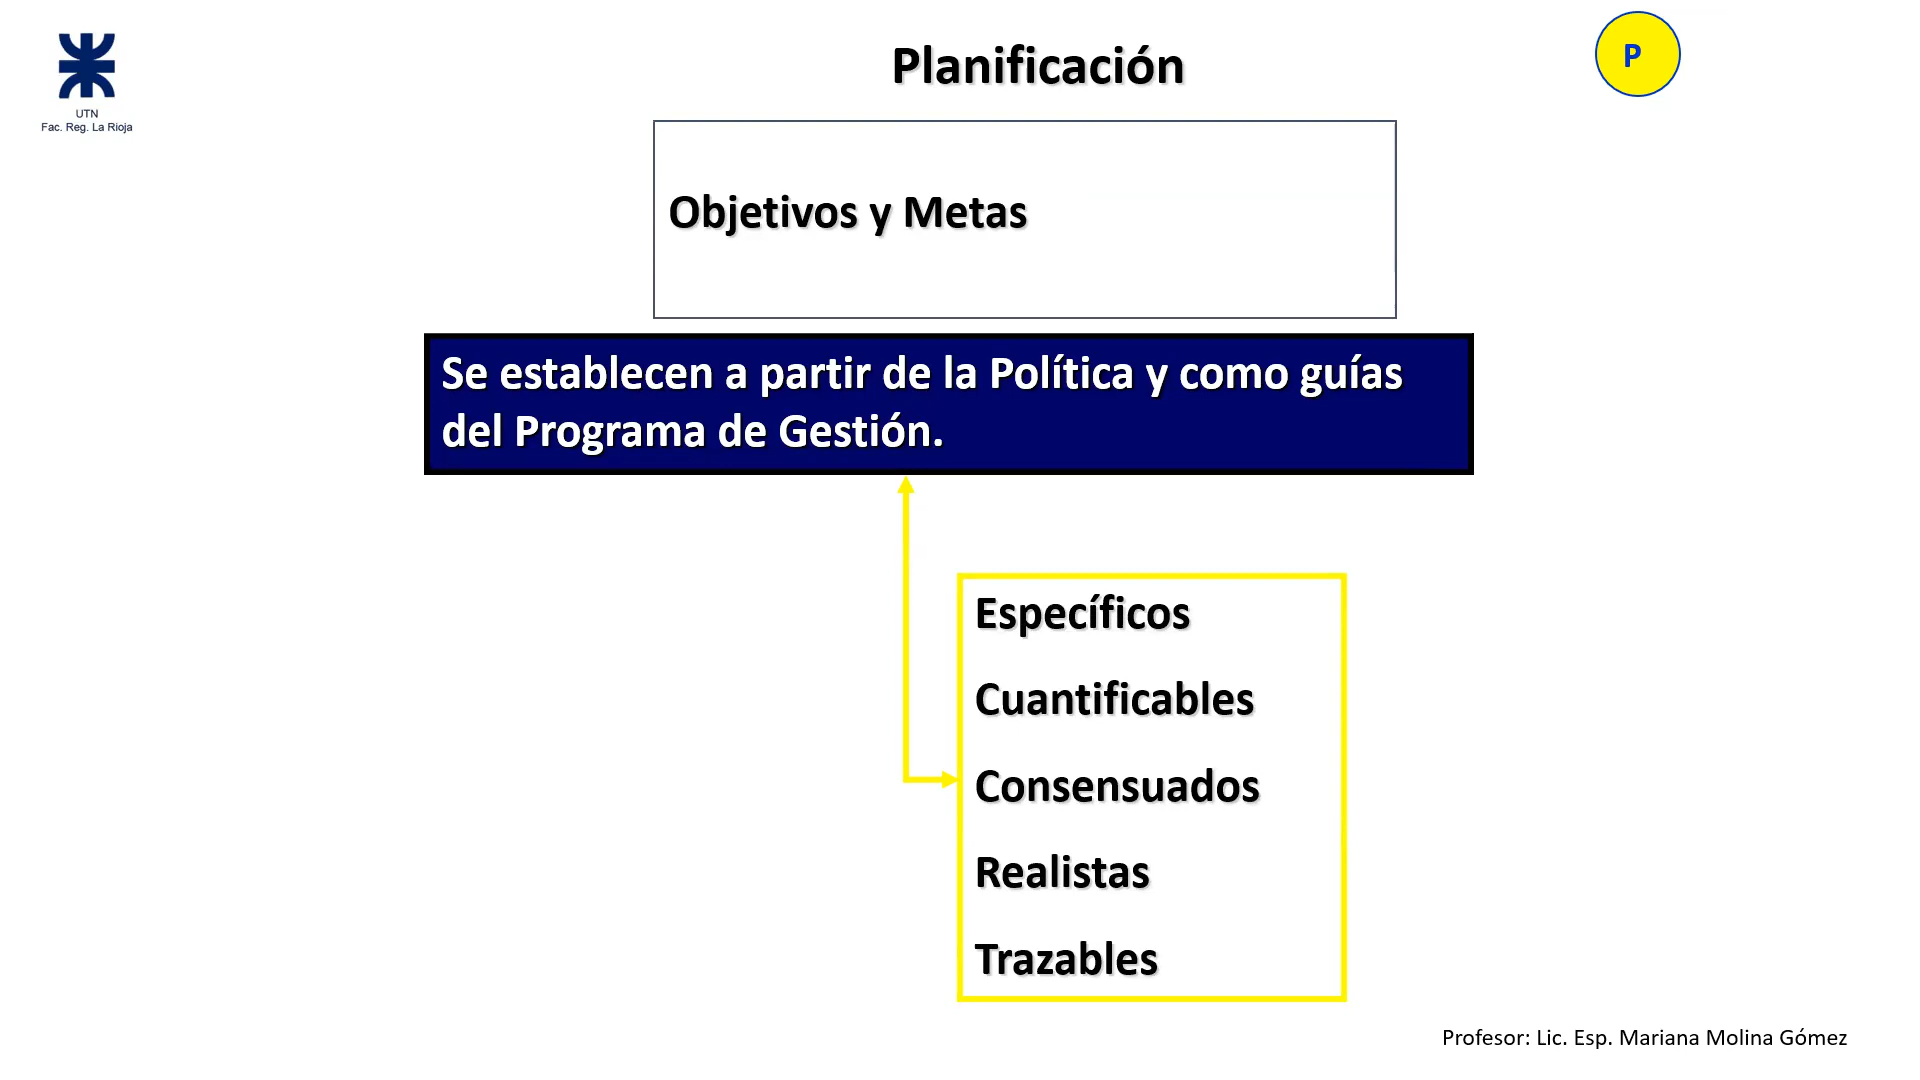 UTN
Fac. Reg. La Rioja
Planificación
P
Objetivos y Metas
Se establecen a partir de la Política y como guías
del Programa de Gestión.
Específicos
Cuantificables
Consensuados
Realistas
Trazables
Profesor: Lic. Esp. Mariana Molina Gómez